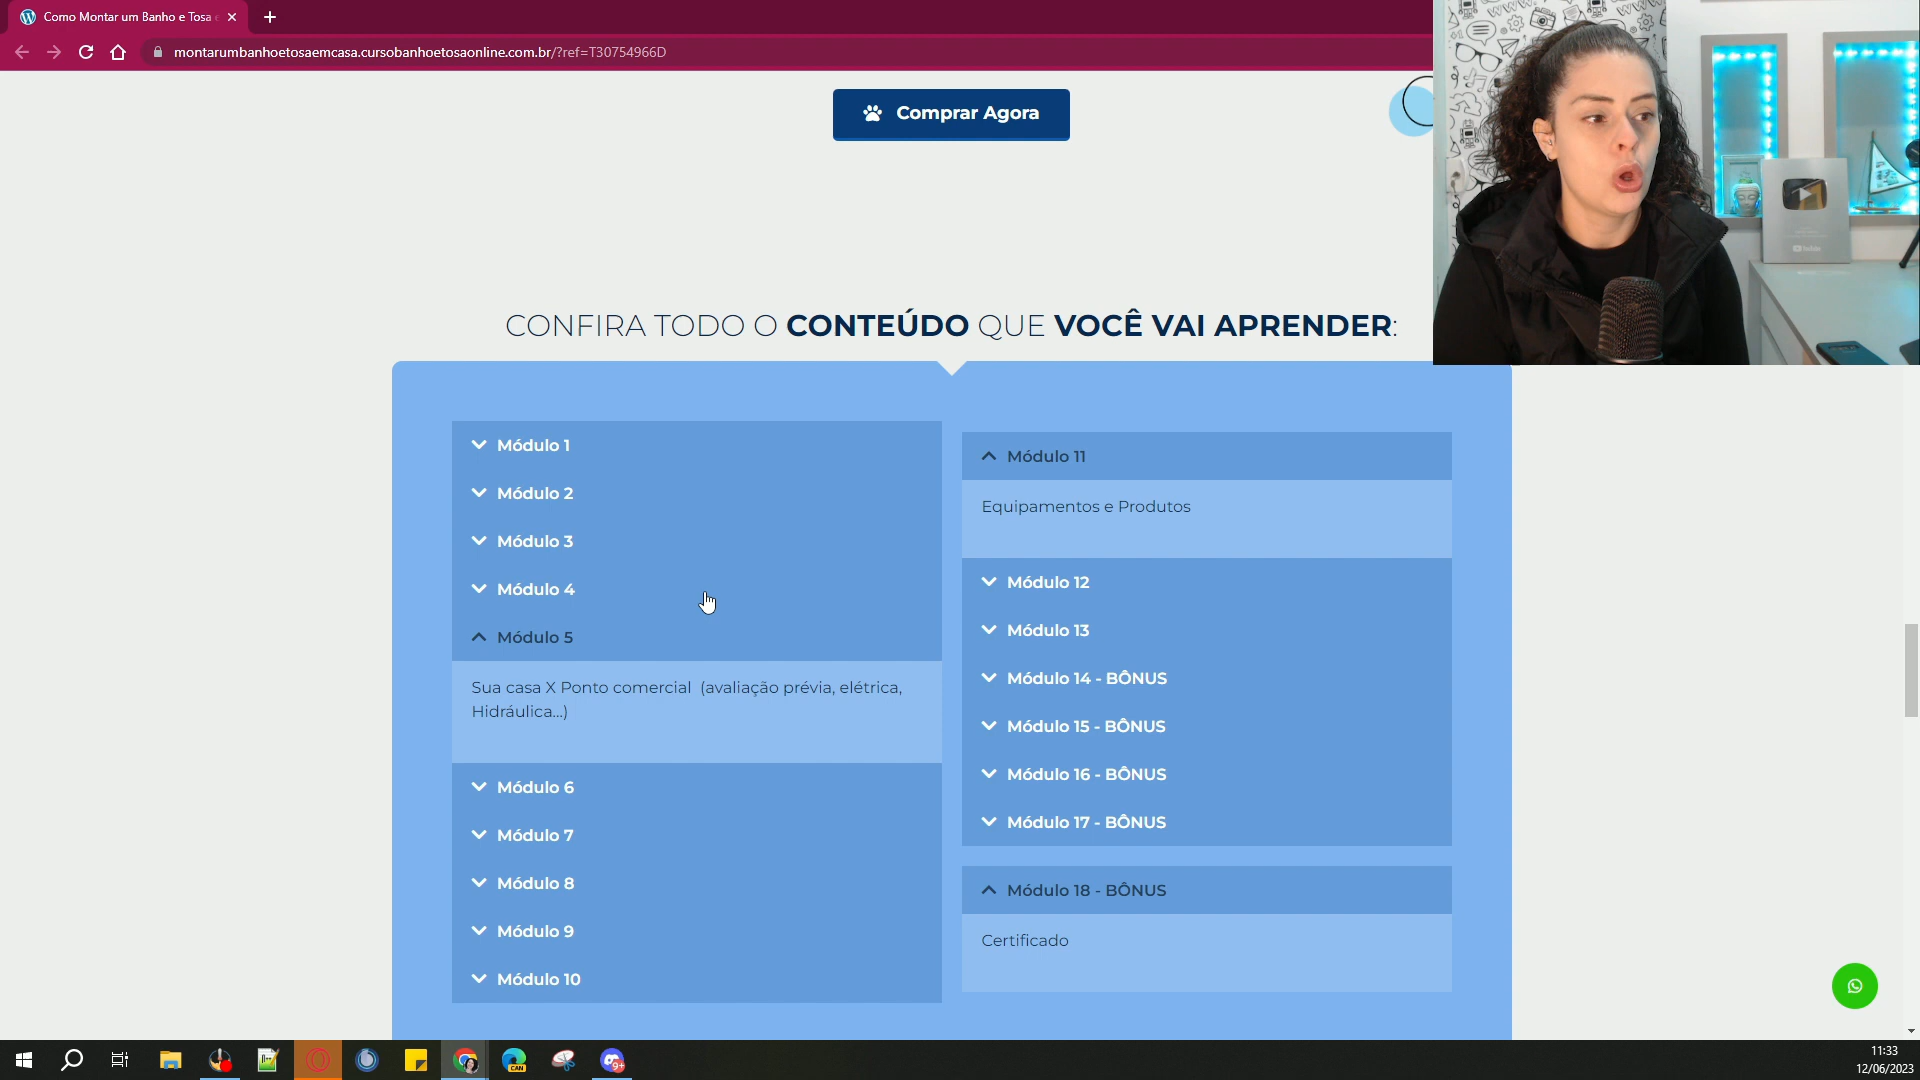 Como Montar um Banho e Tosa
montarumbanhoetosaemcasa.cursobanhoetosaonline.com.br/?ref=T30754966D
Comprar Agora
CONFIRA TODO O CONTEÚDO QUE VOCÊ VAI APRENDER:
Módulo 1
Módulo 2
Módulo 3
Módulo 4
Módulo 5
Sua casa X Ponto comercial (avaliação prévia, elétrica,
Hidráulica...)
Módulo 6
Módulo 7
Módulo 8
Módulo 9
Módulo 10
Módulo 11
Equipamentos e Produtos
Módulo 12
Módulo 13
Módulo 14 - BÔNUS
Módulo 15 - BÔNUS
Módulo 16 - BÔNUS
Módulo 17 - BÔNUS
Módulo 18 - BÔNUS
Certificado
WWW
YouTube
CAN
9+
11:33
12/06/2023